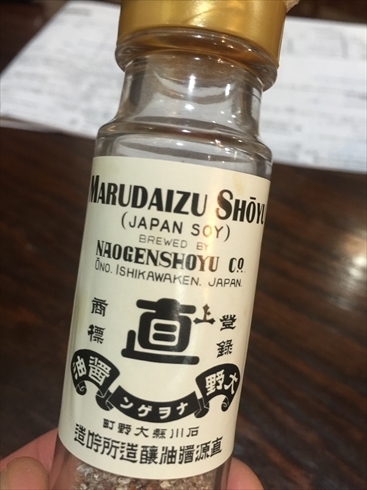 MARUDAIZU SHŌYU
(JAPAN SOY)
BREWED BY
NAOGENSHOYU CO.
ŌNO. ISHIKAWAKEN. JAPAN.
登録
商標
上
直
大野
ナヲゲン
醤油
石川縣大野町
直源醤油醸造所吟造